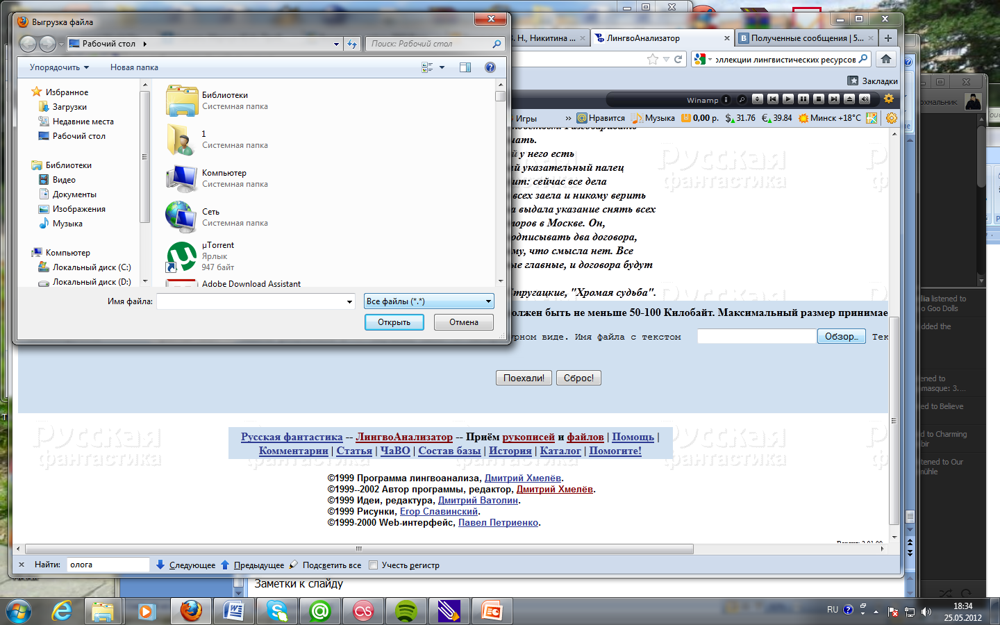 Выгрузка файла
Рабочий стол
Поиск: Рабочий стол
Упорядочить
Новая папка
Избранное
Загрузки
Недавние места
Рабочий стол
Библиотеки
Видео
Документы
Изображения
Музыка
Компьютер
Локальный диск (C:)
Локальный диск (D:)
Библиотеки
Системная папка
1
Системная папка
Компьютер
Системная папка
Сеть
Системная папка
µTorrent
Ярлык
947 байт
Adobe Download Assistant
Имя файла:
Все файлы (*.*)
Открыть
Отмена
Н., Никитина ...
ЛингвоАнализатор
Полученные сообщения | 5...
оллекции лингвистических ресурсов
Закладки
Winamp
Игры
»
Нравится
Музыка
0,00 р.
$ 31.76
€ 39.84
Минск +18°C
й у него есть
й указательный палец
ит: сейчас все дела
всех заела и никому верить
а выдала указание снять всех
торов в Москве. Он,
одписывать два договора,
му, что смысла нет. Все
ые главные, и договора будут
Стругацкие, "Хромая судьба".
олжен быть не меньше 50-100 Килобайт. Максимальный размер принимае
урном виде. Имя файла с текстом
Обзор...
Тек
Поехали!
Сброс!
Русская фантастика
Русская фантастика -- ЛингвоАнализатор -- Приём рукописей и файлов | Помощь |
Комментарии | Статья | ЧаВО | Состав базы | История | Каталог | Помогите!
©1999 Программа лингвоанализа, Дмитрий Хмелёв.
©1999--2002 Автор программы, редактор, Дмитрий Хмелёв.
©1999 Идеи, редактура, Дмитрий Ватолин.
©1999 Рисунки, Егор Славинский.
©1999-2000 Web-интерфейс, Павел Петриенко.
Найти:
олога
Следующее
Предыдущее
Подсветить все
Учесть регистр
Заметки к слайду
охмальник
llia listened to
o Goo Dolls
dded the
ened to
masque: 3....
ed to Believe
d to Charming
bir
tened to Our
mühle
RU
18:34
25.05.2012